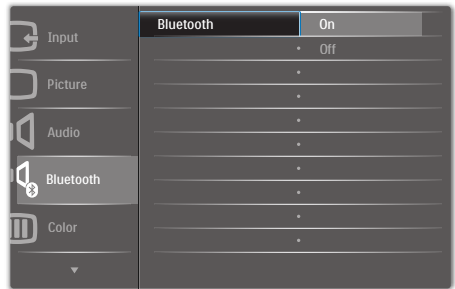 Input
Picture
Audio
Bluetooth
Color
Bluetooth On
Off